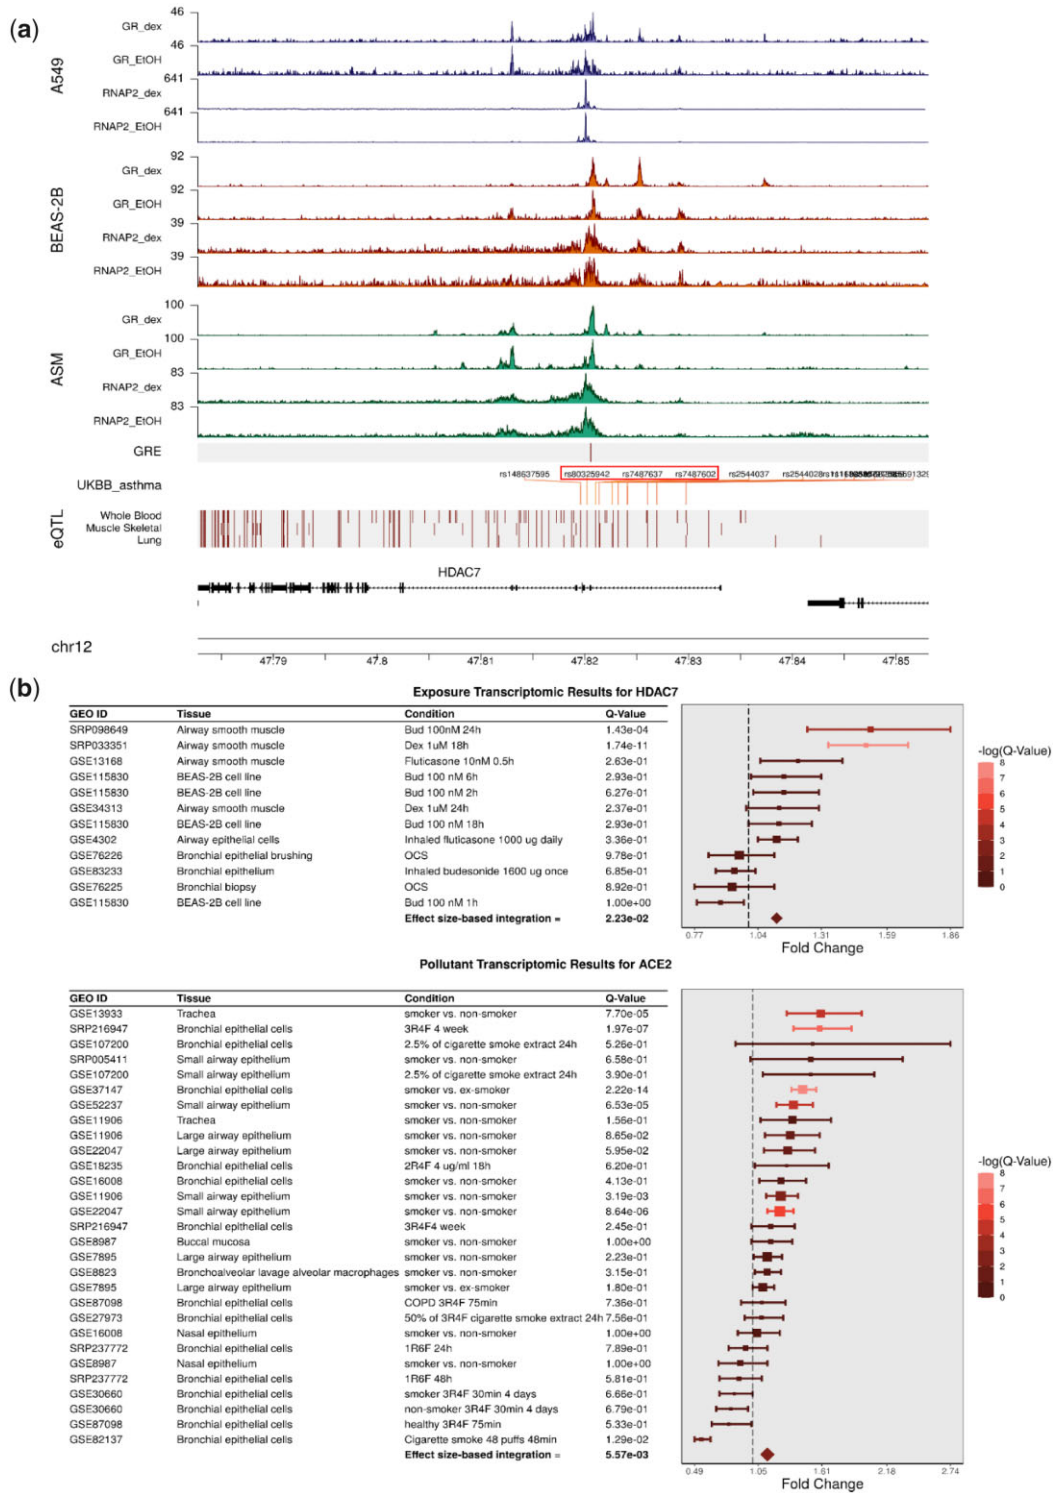 (a)
A549
46
GR_dex
46
GR_EtOH
641
RNAP2_dex
641
RNAP2_EtOH
BEAS-2B
92
GR_dex
92
GR_EtOH
39
RNAP2_dex
39
RNAP2_EtOH
ASM
100
GR_dex
100
GR_EtOH
83
RNAP2_dex
83
RNAP2_EtOH
GRE
rs148637595 rs80325942 rs7487637 rs7487602 rs2544037 rs2544028
UKBB_asthma
eQTL
Whole Blood
Muscle Skeletal
Lung
HDAC7
chr12
47.79 47.8 47.81 47.82 47.83 47.84 47.85
(b)
Exposure Transcriptomic Results for HDAC7
GEO ID Tissue Condition Q-Value
SRP098649 Airway smooth muscle Bud 100nM 24h 1.43e-04
SRP033351 Airway smooth muscle Dex 1uM 18h 1.74e-11
GSE13168 Airway smooth muscle Fluticasone 10nM 0.5h 2.63e-01
GSE115830 BEAS-2B cell line Bud 100 nM 6h 2.93e-01
GSE115830 BEAS-2B cell line Bud 100 nM 2h 6.27e-01
GSE34313 Airway smooth muscle Dex 1uM 24h 2.37e-01
GSE115830 BEAS-2B cell line Bud 100 nM 18h 2.93e-01
GSE4302 Airway epithelial cells Inhaled fluticasone 1000 ug daily 3.36e-01
GSE76226 Bronchial epithelial brushing OCS 9.78e-01
GSE83233 Bronchial epithelium Inhaled budesonide 1600 ug once 6.85e-01
GSE76225 Bronchial biopsy OCS 8.92e-01
GSE115830 BEAS-2B cell line Bud 100 nM 1h 1.00e+00
Effect size-based integration = 2.23e-02
0.77 1.04 1.31 1.59 1.86
Fold Change
-log(Q-Value)
8
7
6
5
4
3
2
1
0
Pollutant Transcriptomic Results for ACE2
GEO ID Tissue Condition Q-Value
GSE13933 Trachea smoker vs. non-smoker 7.70e-05
SRP216947 Bronchial epithelial cells 3R4F 4 week 1.97e-07
GSE107200 Bronchial epithelial cells 2.5% of cigarette smoke extract 24h 5.26e-01
SRP005411 Small airway epithelium smoker vs. non-smoker 6.58e-01
GSE107200 Small airway epithelium 2.5% of cigarette smoke extract 24h 3.90e-01
GSE37147 Bronchial epithelial cells smoker vs. ex-smoker 2.22e-14
GSE52237 Small airway epithelium smoker vs. non-smoker 6.53e-05
GSE11906 Trachea smoker vs. non-smoker 1.56e-01
GSE11906 Large airway epithelium smoker vs. non-smoker 8.65e-02
GSE22047 Large airway epithelium smoker vs. non-smoker 5.95e-02
GSE18235 Bronchial epithelial cells 2R4F 4 ug/ml 18h 6.20e-01
GSE16008 Bronchial epithelial cells smoker vs. non-smoker 4.13e-01
GSE11906 Small airway epithelium smoker vs. non-smoker 3.19e-03
GSE22047 Small airway epithelium smoker vs. non-smoker 8.64e-06
SRP216947 Bronchial epithelial cells 3R4F4 week 2.45e-01
GSE8987 Buccal mucosa smoker vs. non-smoker 1.00e+00
GSE7895 Large airway epithelium smoker vs. non-smoker 2.23e-01
GSE8823 Bronchoalveolar lavage alveolar macrophages smoker vs. non-smoker 3.15e-01
GSE7895 Large airway epithelium smoker vs. ex-smoker 1.80e-01
GSE87098 Bronchial epithelial cells COPD 3R4F 75min 7.36e-01
GSE27973 Bronchial epithelial cells 50% of 3R4F cigarette smoke extract 24h 7.56e-01
GSE16008 Nasal epithelium smoker vs. non-smoker 1.00e+00
SRP237772 Bronchial epithelial cells 1R6F 24h 7.89e-01
GSE8987 Nasal epithelium smoker vs. non-smoker 1.00e+00
SRP237772 Bronchial epithelial cells 1R6F 48h 5.81e-01
GSE30660 Bronchial epithelial cells smoker 3R4F 30min 4 days 6.66e-01
GSE30660 Bronchial epithelial cells non-smoker 3R4F 30min 4 days 6.79e-01
GSE87098 Bronchial epithelial cells healthy 3R4F 75min 5.33e-01
GSE82137 Bronchial epithelial cells Cigarette smoke 48 puffs 48min 1.29e-02
Effect size-based integration = 5.57e-03
0.49 1.05 1.61 2.18 2.74
Fold Change
-log(Q-Value)
8
7
6
5
4
3
2
1
0